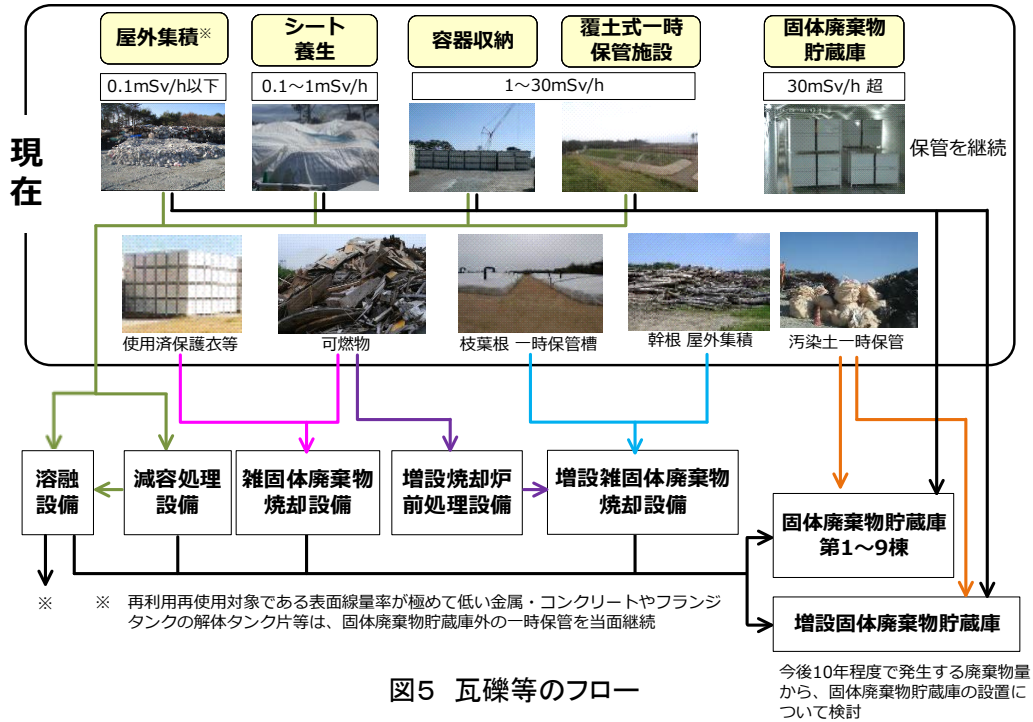 屋外集積※
シート
養生
容器収納
覆土式一時
保管施設
固体廃棄物
貯蔵庫
0.1mSv/h以下
0.1～1mSv/h
1～30mSv/h
30mSv/h 超
現在
保管を継続
使用済保護衣等
可燃物
枝葉根 一時保管槽
幹根 屋外集積
汚染土一時保管
溶融
設備
減容処理
設備
雑固体廃棄物
焼却設備
増設焼却炉
前処理設備
増設雑固体廃棄物
焼却設備
固体廃棄物貯蔵庫
第1～9棟
増設固体廃棄物貯蔵庫
※
※ 再利用再使用対象である表面線量率が極めて低い金属・コンクリートやフランジ
タンクの解体タンク片等は、固体廃棄物貯蔵庫外の一時保管を当面継続
今後10年程度で発生する廃棄物量
から、固体廃棄物貯蔵庫の設置に
ついて検討
図5 瓦礫等のフロー